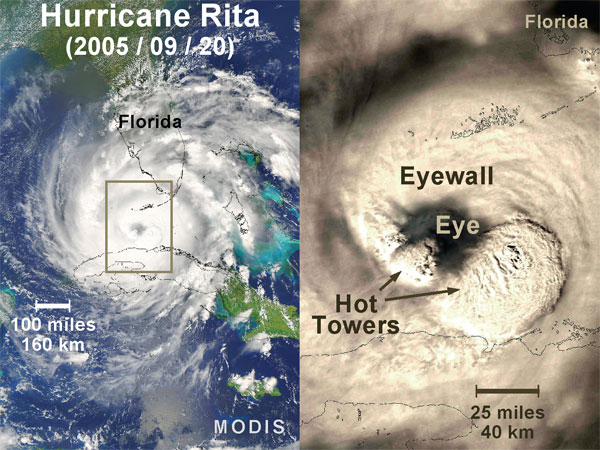 Hurricane Rita
(2005 / 09 / 20)
Florida
100 miles
160 km
MODIS
Florida
Eyewall
Eye
Hot
Towers
25 miles
40 km